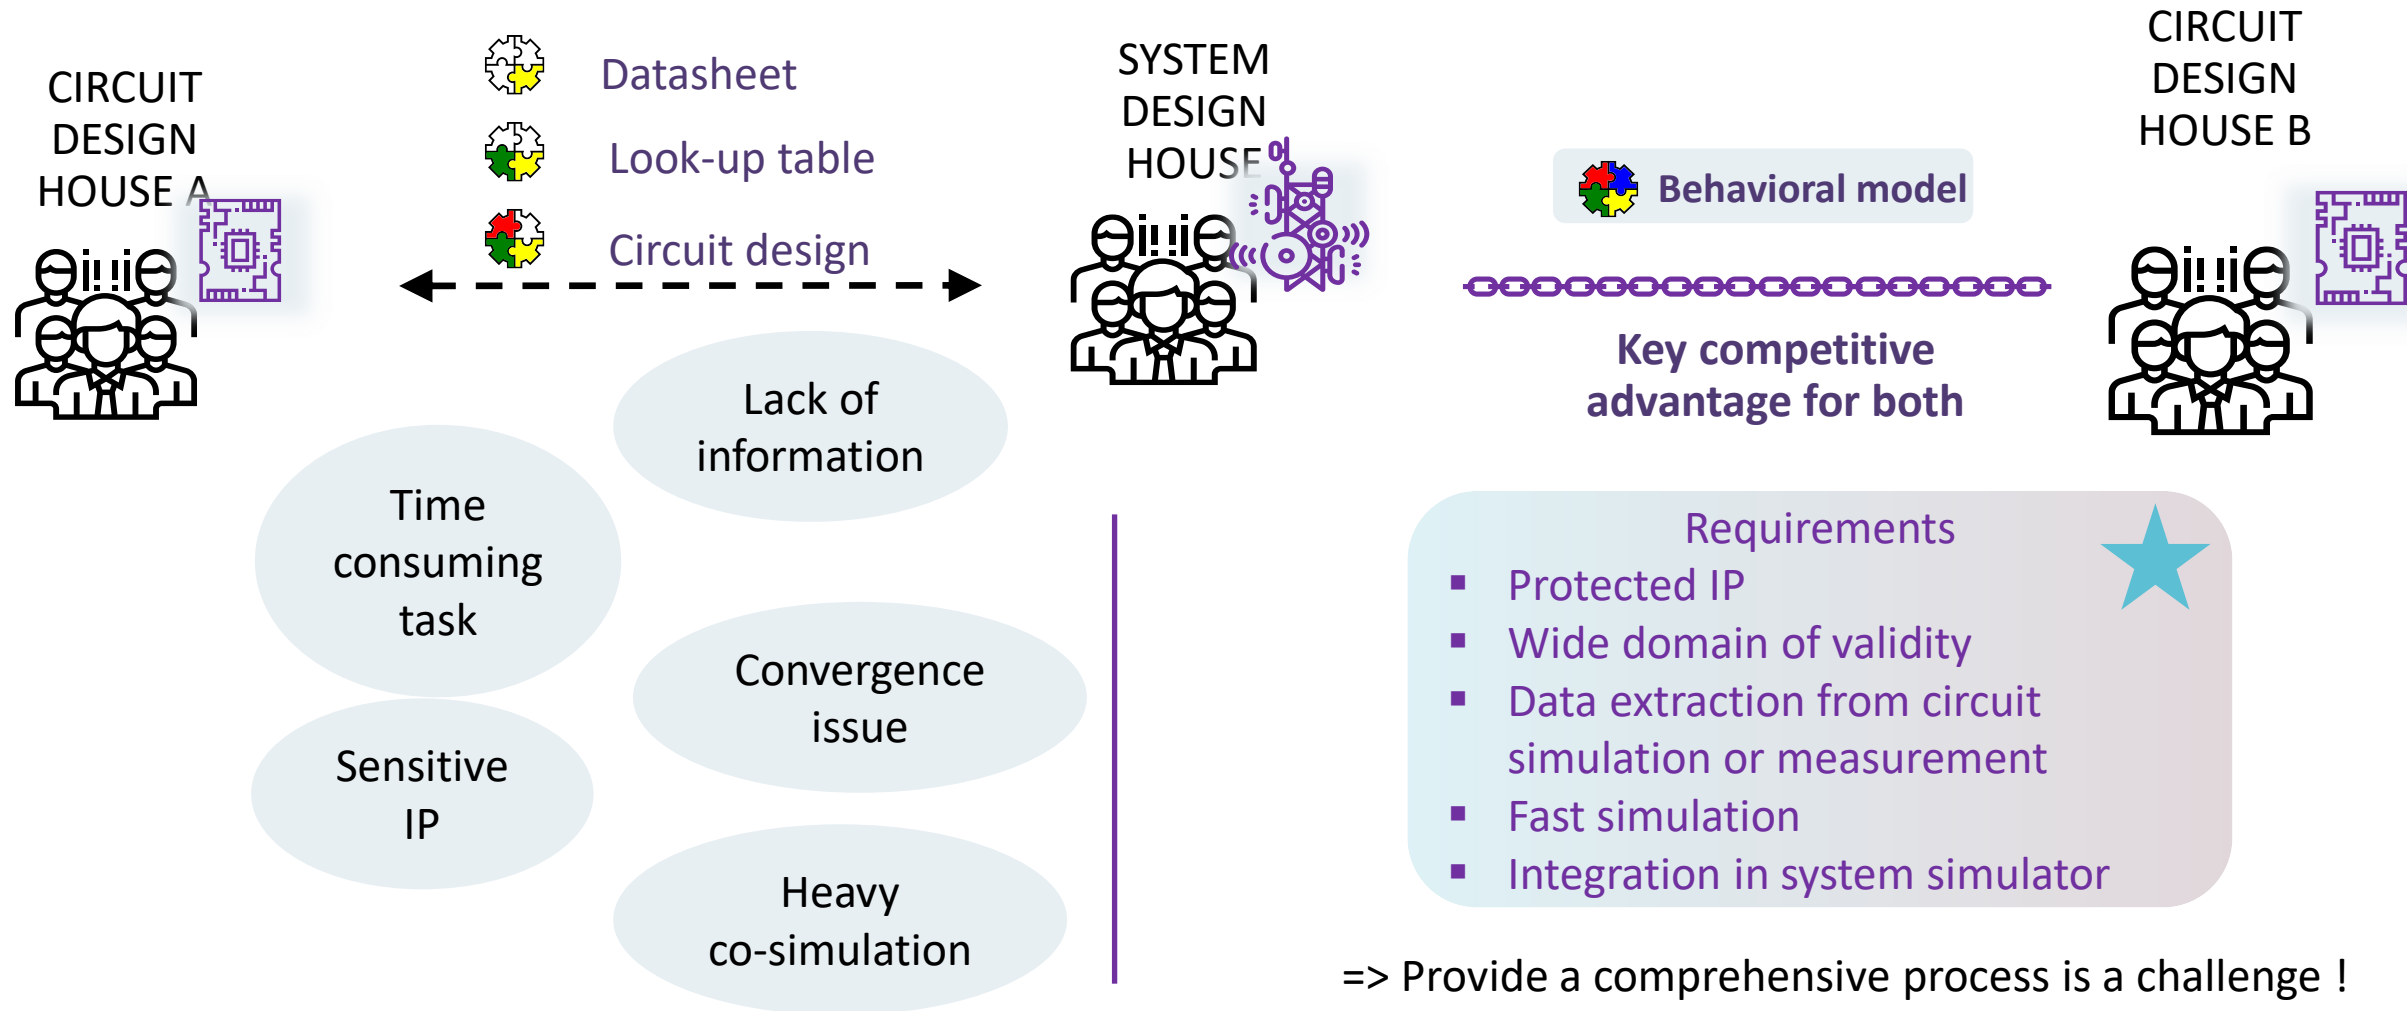 CIRCUIT
DESIGN
HOUSE A
Datasheet
Look-up table
Circuit design
SYSTEM
DESIGN
HOUSE
Behavioral model
Key competitive
advantage for both
CIRCUIT
DESIGN
HOUSE B
Lack of
information
Time
consuming
task
Convergence
issue
Sensitive
IP
Heavy
co-simulation
Requirements
▪ Protected IP
▪ Wide domain of validity
▪ Data extraction from circuit
simulation or measurement
▪ Fast simulation
▪ Integration in system simulator
=> Provide a comprehensive process is a challenge !